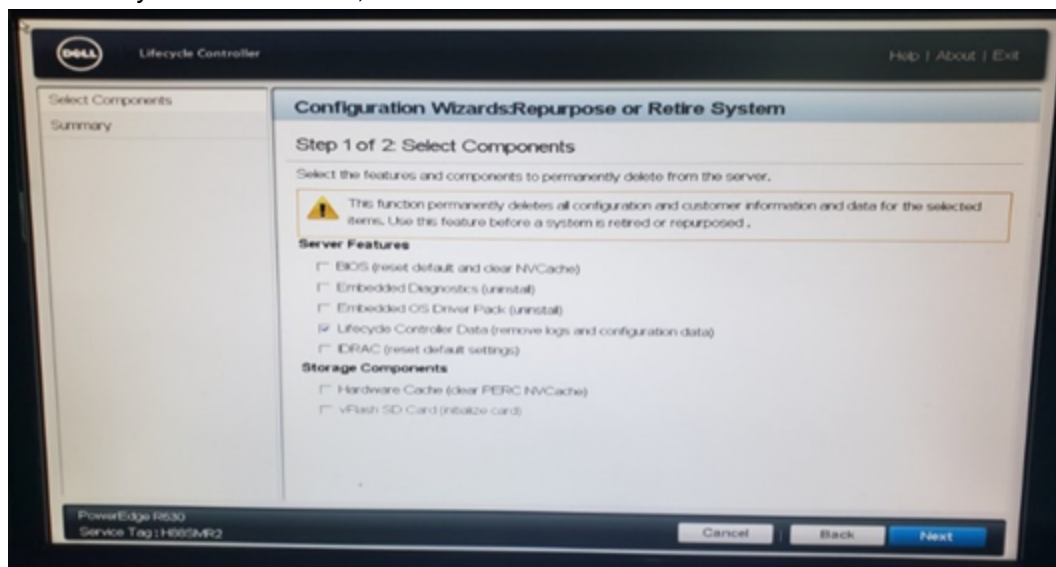 DELL
Lifecycle Controller
Help | About | Exit
Select Components
Summary
Configuration Wizards:Repurpose or Retire System
Step 1 of 2: Select Components
Select the features and components to permanently delete from the server.
This function permanently deletes all configuration and customer information and data for the selected
items. Use this feature before a system is retired or repurposed .
Server Features
BIOS (reset default and clear NVCache)
Embedded Diagnostics (uninstall)
Embedded OS Driver Pack (uninstall)
Lifecycle Controller Data (remove logs and configuration data)
iDRAC (reset default settings)
Storage Components
Hardware Cache (clear PERC NVCache)
vFlash SD Card (initialize card)
PowerEdge R530
Service Tag :
Cancel | Back
Next